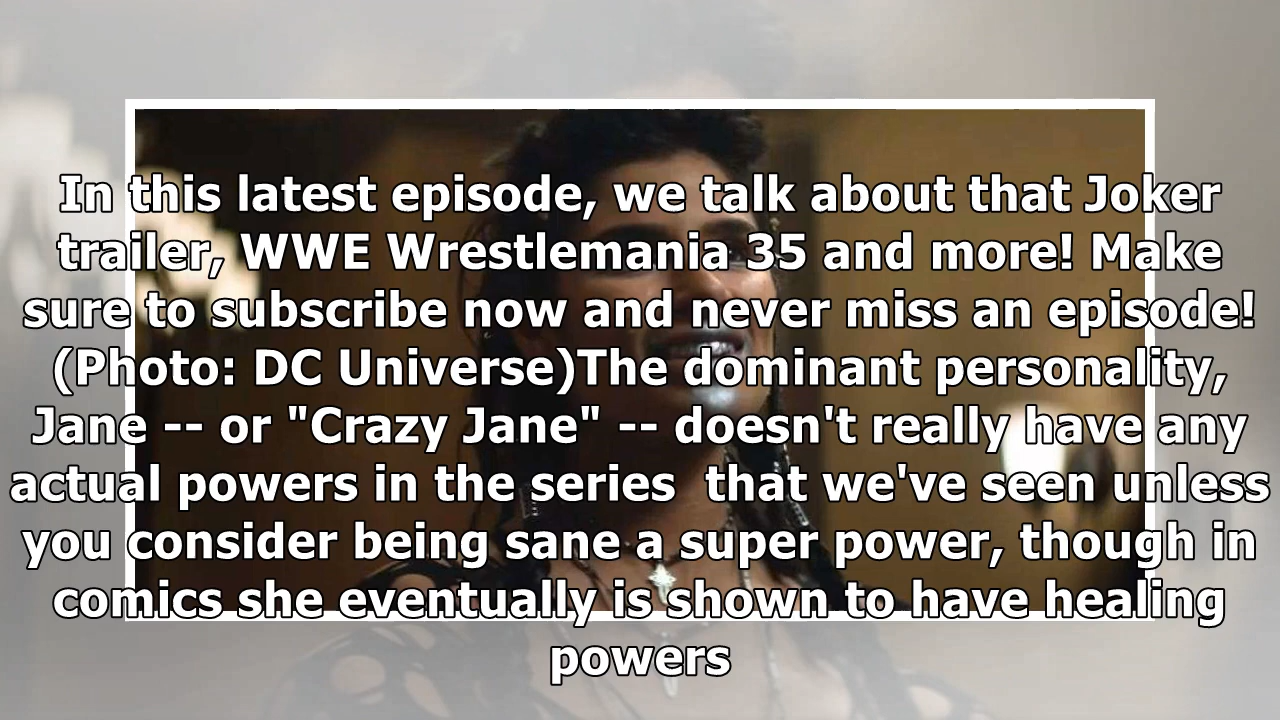 In this latest episode, we talk about that Joker
trailer, WWE Wrestlemania 35 and more! Make
sure to subscribe now and never miss an episode!
(Photo: DC Universe)The dominant personality,
Jane -- or "Crazy Jane" -- doesn't really have any
actual powers in the series  that we've seen unless
you consider being sane a super power, though in
comics she eventually is shown to have healing
powers